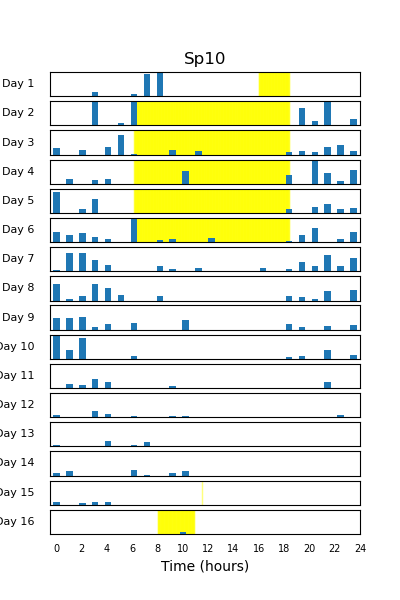 Sp10
Day 1
Day 2
Day 3
Day 4
Day 5
Day 6
Day 7
Day 8
Day 9
Day 10
Day 11
Day 12
Day 13
Day 14
Day 15
Day 16
0 2 4 6 8 10 12 14 16 18 20 22 24
Time (hours)